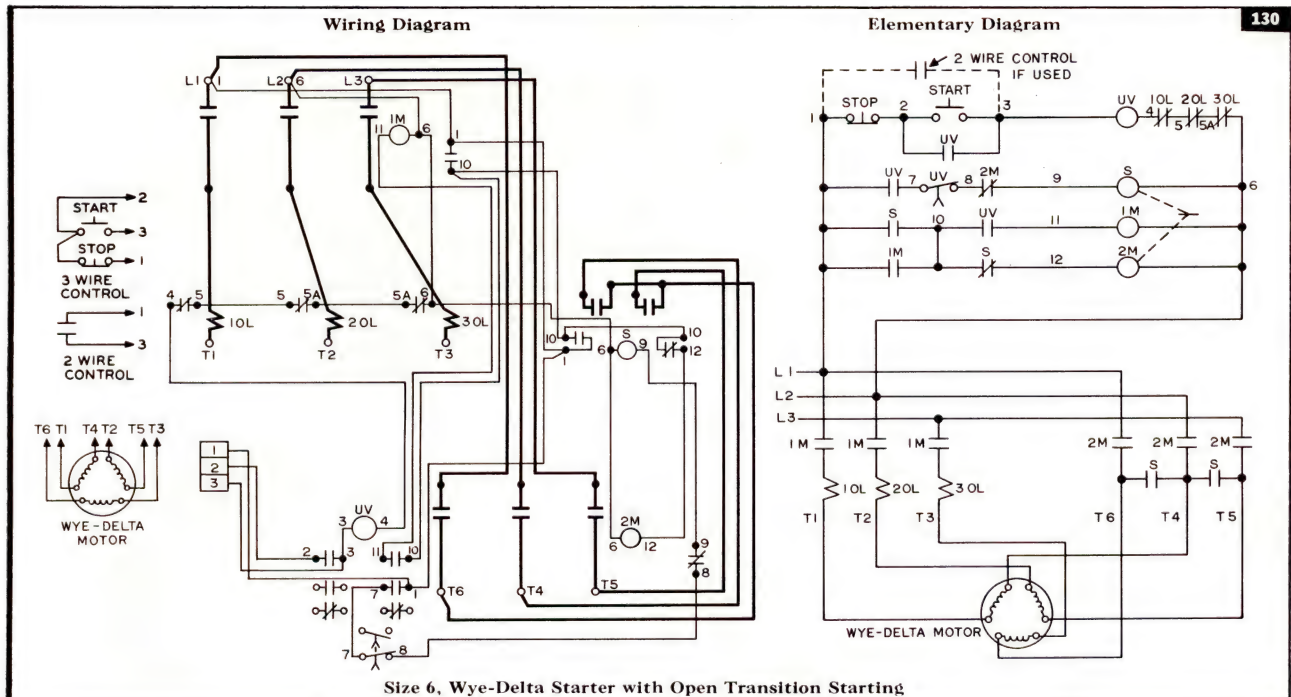 Wiring Diagram
Elementary Diagram
130
L1 1 L2 6 L3
11 1M 6
1
10
START
2
3
STOP
1
3 WIRE
CONTROL
1
3
2 WIRE
CONTROL
4 5 5 5A 5A 6
1OL 2OL 3OL
T1 T2 T3
10
1
6 S 9
10
12
T6 T1 T4 T2 T5 T3
WYE-DELTA
MOTOR
1
2
3
UV
3 4
2 3 11 10
7 1
7 8
2M
6 12
9
8
T6 T4 T5
2 WIRE CONTROL
IF USED
1 STOP 2 START 3 UV 4 1OL 5 2OL 5A 3OL
UV
UV 7 UV 8 2M 9 S 6
S 10 UV 11 1M
1M S 12 2M
L1
L2
L3
1M 1M 1M 2M 2M 2M
S S
1OL 2OL 3OL
T1 T2 T3 T6 T4 T5
WYE-DELTA MOTOR
Size 6, Wye-Delta Starter with Open Transition Starting